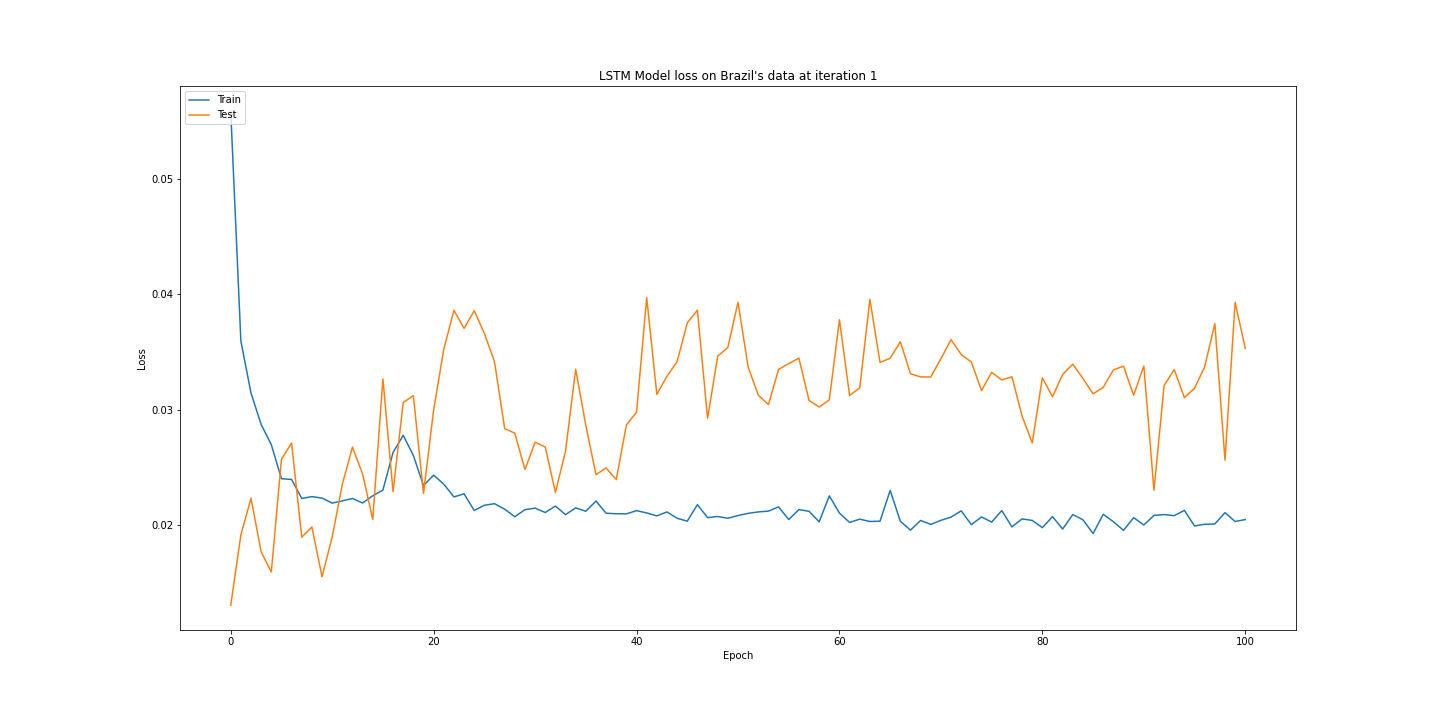 LSTM Model loss on Brazil's data at iteration 1
Train
Test
0.05
0.04
0.03
0.02
Loss
0 20 40 60 80 100
Epoch